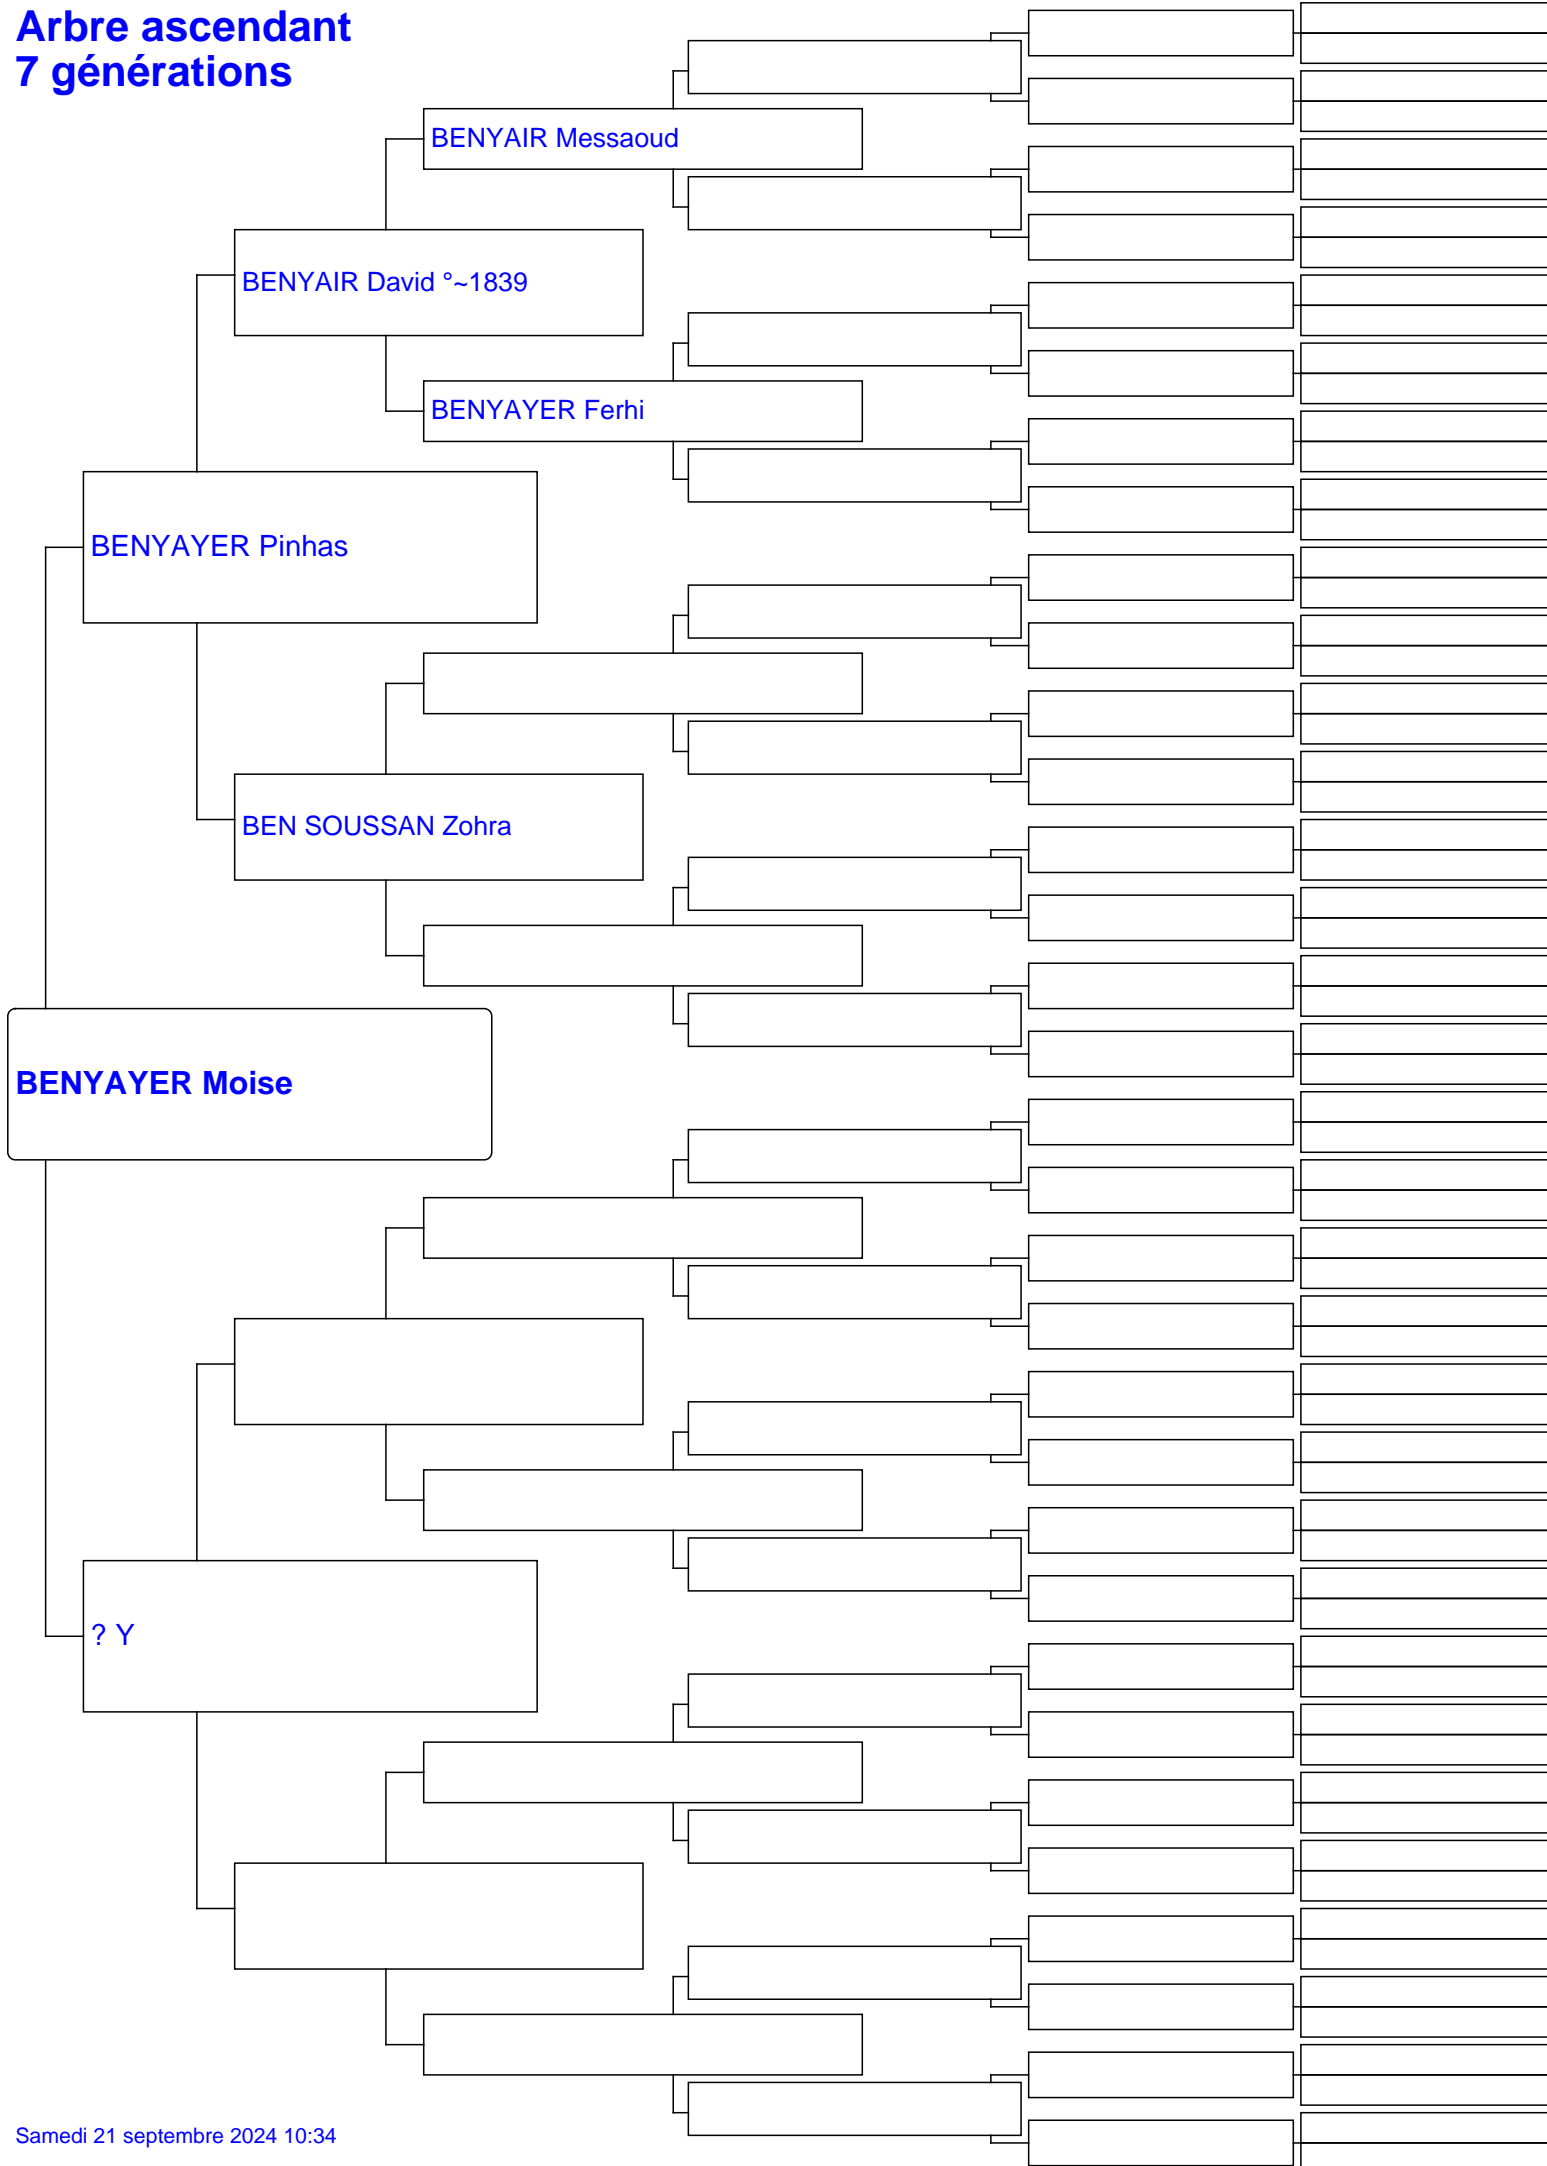 Arbre ascendant
7 générations
BENYAIR Messaoud
BENYAIR David °~1839
BENYAYER Ferhi
BENYAYER Pinhas
BEN SOUSSAN Zohra
BENYAYER Moise
? Y
Samedi 21 septembre 2024 10:34